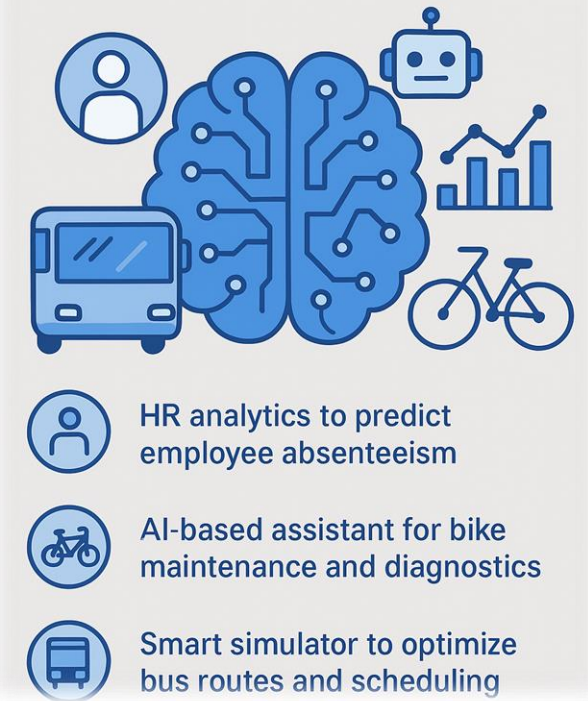 HR analytics to predict
employee absenteeism
AI-based assistant for bike
maintenance and diagnostics
Smart simulator to optimize
bus routes and scheduling